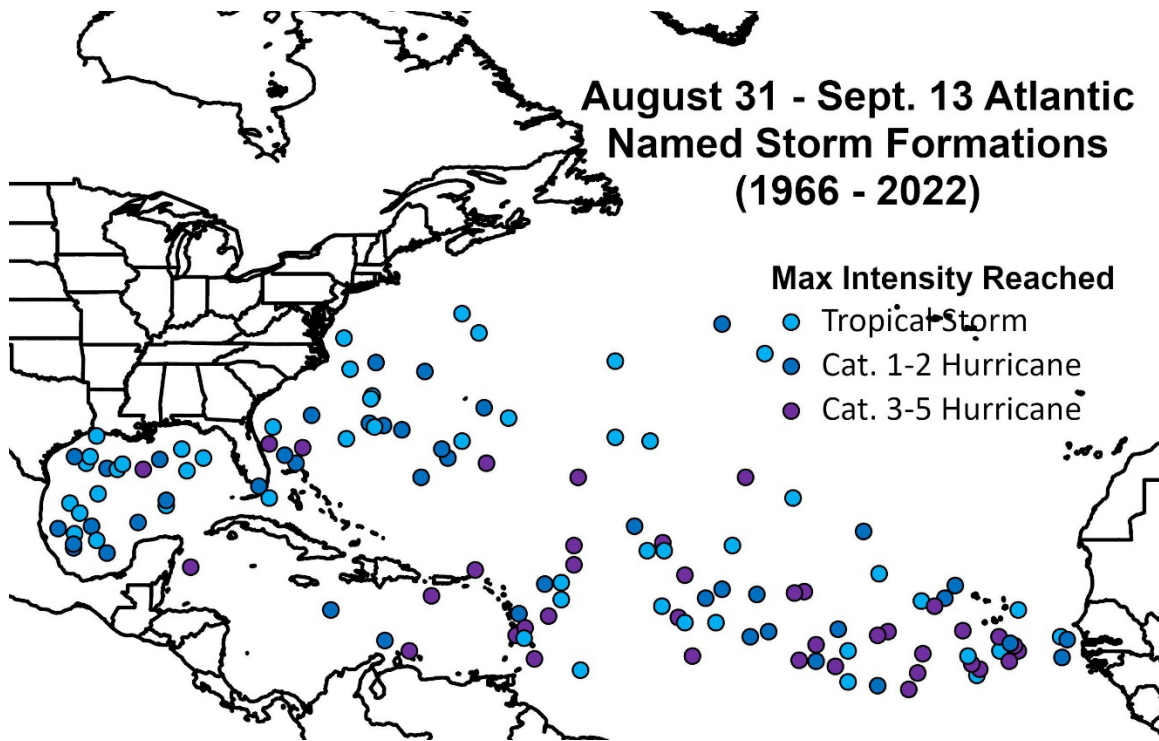 August 31 - Sept. 13 Atlantic
Named Storm Formations
(1966 - 2022)
Max Intensity Reached
Tropical Storm
Cat. 1-2 Hurricane
Cat. 3-5 Hurricane